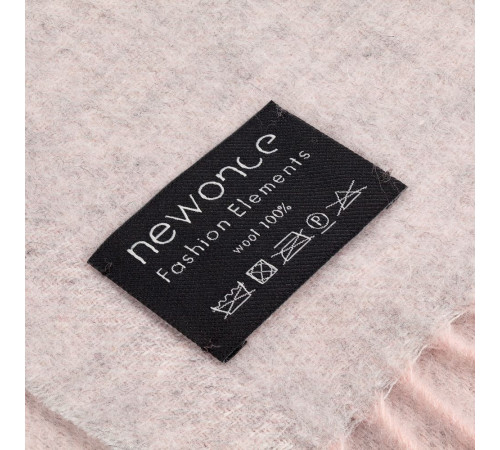 newonce
Fashion Elements
wool 100%
P